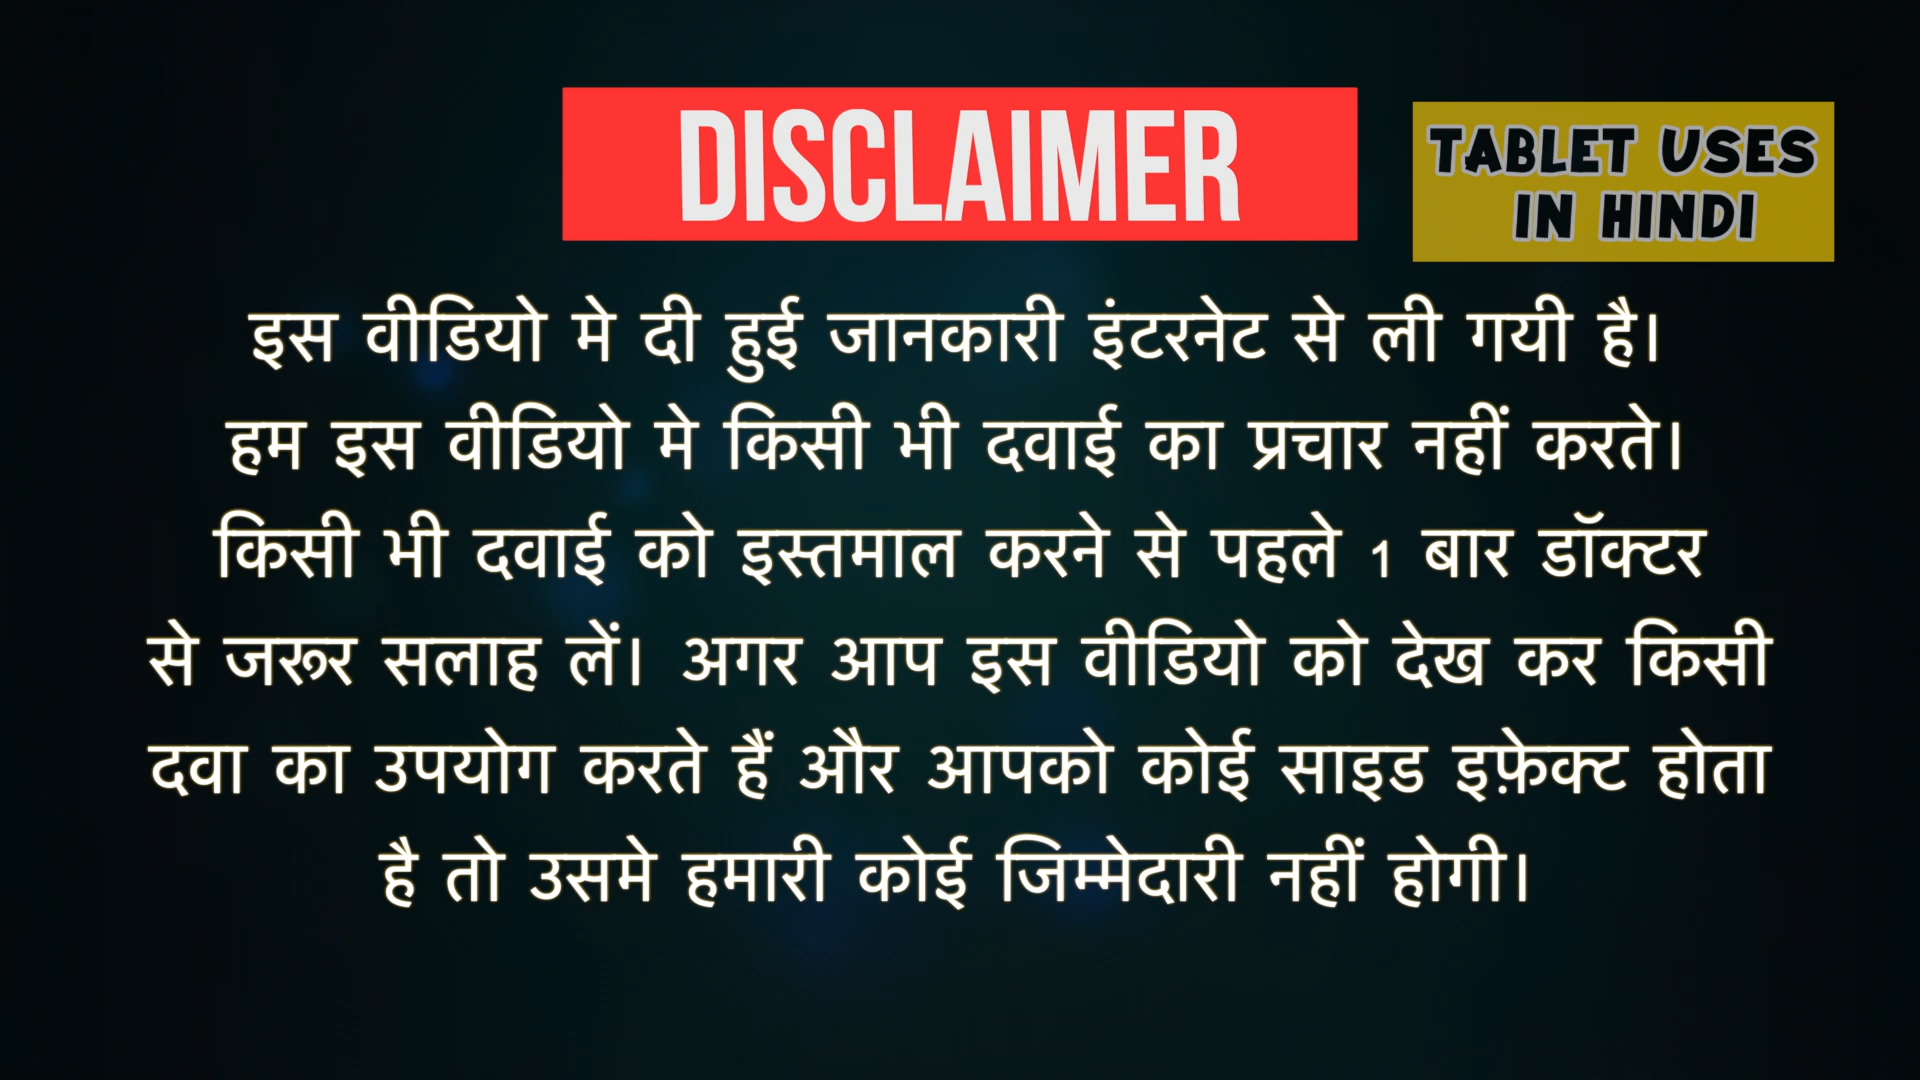 DISCLAIMER
TABLET USES
IN HINDI
इस वीडियो मे दी हुई जानकारी इंटरनेट से ली गयी है।
हम इस वीडियो मे किसी भी दवाई का प्रचार नहीं करते।
किसी भी दवाई को इस्तमाल करने से पहले 1 बार डॉक्टर
से जरूर सलाह लें। अगर आप इस वीडियो को देख कर किसी
दवा का उपयोग करते हैं और आपको कोई साइड इफ़ेक्ट होता
है तो उसमे हमारी कोई जिम्मेदारी नहीं होगी।